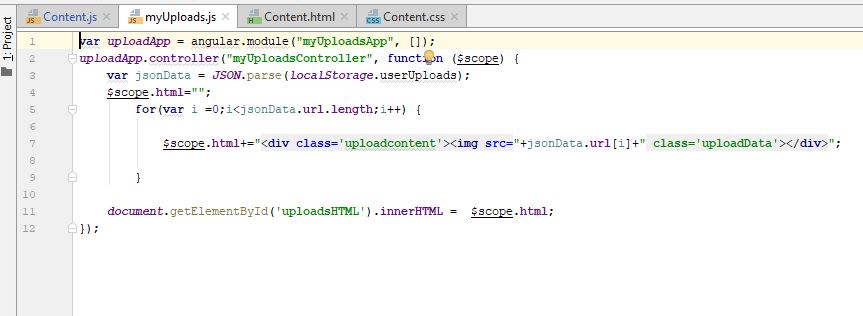 Content.js myUploads.js Content.html Content.css
1: Project
1 var uploadApp = angular.module("myUploadsApp", []);
2 uploadApp.controller("myUploadsController", function ($scope) {
3 var jsonData = JSON.parse(localStorage.userUploads);
4 $scope.html="";
5 for(var i =0;i<jsonData.url.length;i++) {
6
7 $scope.html+="<div class='uploadcontent'><img src="+jsonData.url[i]+" class='uploadData'></div>";
8
9 }
10
11 document.getElementById('uploadsHTML').innerHTML = $scope.html;
12 });